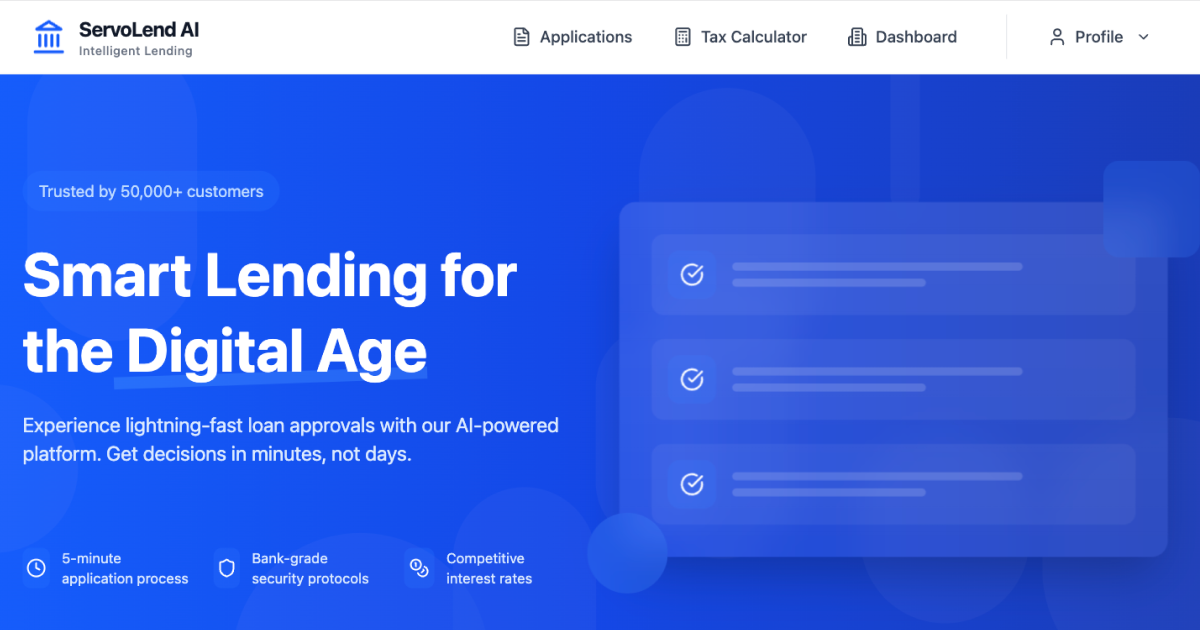 ServoLend AI
Intelligent Lending
Applications
Tax Calculator
Dashboard
Profile
Trusted by 50,000+ customers
Smart Lending for
the Digital Age
Experience lightning-fast loan approvals with our AI-powered
platform. Get decisions in minutes, not days.
5-minute
application process
Bank-grade
security protocols
Competitive
interest rates